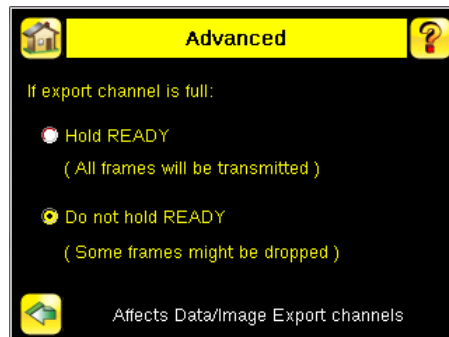 Advanced
?
If export channel is full:
Hold READY
( All frames will be transmitted )
Do not hold READY
( Some frames might be dropped )
Affects Data/Image Export channels